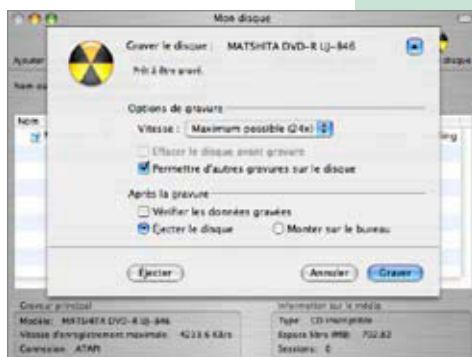 Mon disque
Ajouter
disque
Graver le disque : MATSHITA DVD-R UJ-846
Prêt à être gravé.
Options de gravure
Vitesse : Maximum possible (24x)
Effacer le disque avant gravure
Permettre d'autres gravures sur le disque
Après la gravure
Vérifier les données gravées
Éjecter le disque
Monter sur le bureau
Éjecter
Annuler
Graver
Nom
Graveur principal
Modèle: MATSHITA DVD-R UJ-846
Vitesse d'enregistrement maximale: 4233.6 KB/s
Connexion: ATAPI
Information sur le média
Type: CD inscriptible
Espace libre (MB): 702,82
Sessions: 0